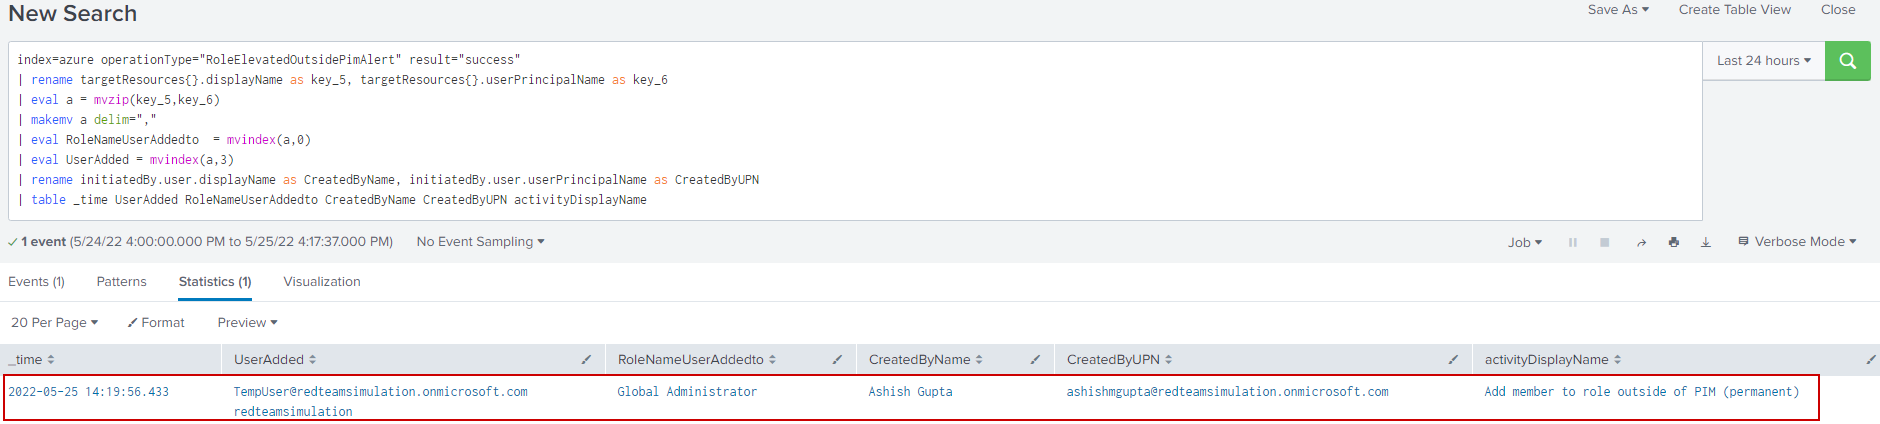 New Search
Save As Create Table View Close
index=azure operationType="RoleElevatedOutsidePimAlert" result="success"
| rename targetResources{}.displayName as key_5, targetResources{}.userPrincipalName as key_6
| eval a = mvzip(key_5,key_6)
| makemv a delim=","
| eval RoleNameUserAddedto  = mvindex(a,0)
| eval UserAdded = mvindex(a,3)
| rename initiatedBy.user.displayName as CreatedByName, initiatedBy.user.userPrincipalName as CreatedByUPN
| table _time UserAdded RoleNameUserAddedto CreatedByName CreatedByUPN activityDisplayName
Last 24 hours
1 event (5/24/22 4:00:00.000 PM to 5/25/22 4:17:37.000 PM) No Event Sampling Job Verbose Mode
Events (1) Patterns Statistics (1) Visualization
20 Per Page Format Preview
_time UserAdded RoleNameUserAddedto CreatedByName CreatedByUPN activityDisplayName
2022-05-25 14:19:56.433 TempUser@redteamsimulation.onmicrosoft.com Global Administrator Ashish Gupta ashishmgupta@redteamsimulation.onmicrosoft.com Add member to role outside of PIM (permanent)
redteamsimulation